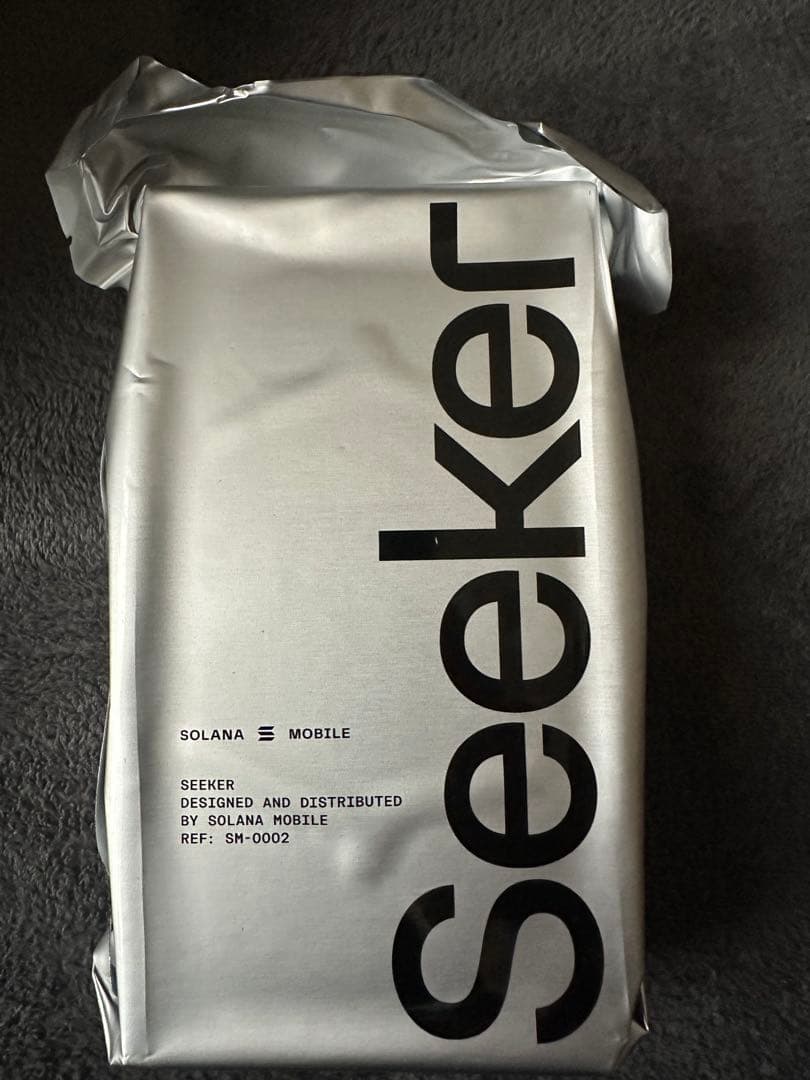 Seeker
SOLANA MOBILE
SEEKER
DESIGNED AND DISTRIBUTED
BY SOLANA MOBILE
REF: SM-0002